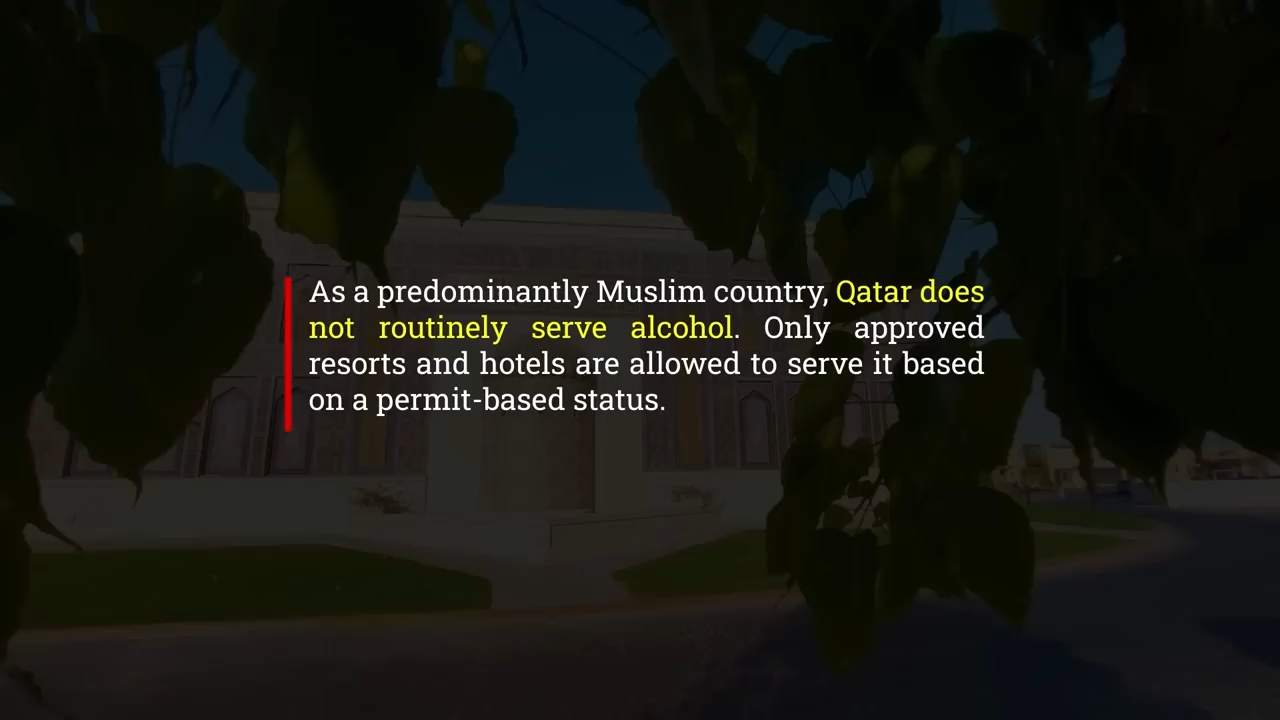 As a predominantly Muslim country, Qatar does
not routinely serve alcohol. Only approved
resorts and hotels are allowed to serve it based
on a permit-based status.